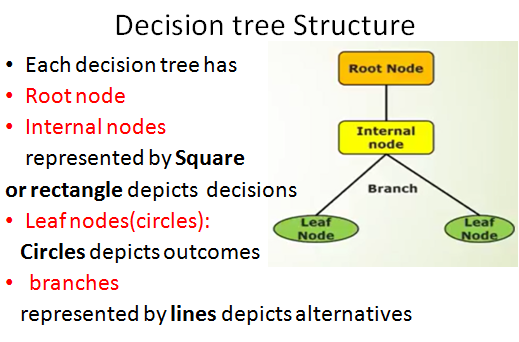 Decision tree Structure
• Each decision tree has
• Root node
• Internal nodes
represented by Square
or rectangle depicts decisions
• Leaf nodes(circles):
Circles depicts outcomes
• branches
represented by lines depicts alternatives
Root Node
Internal
node
Branch
Leaf
Node
Leaf
Node